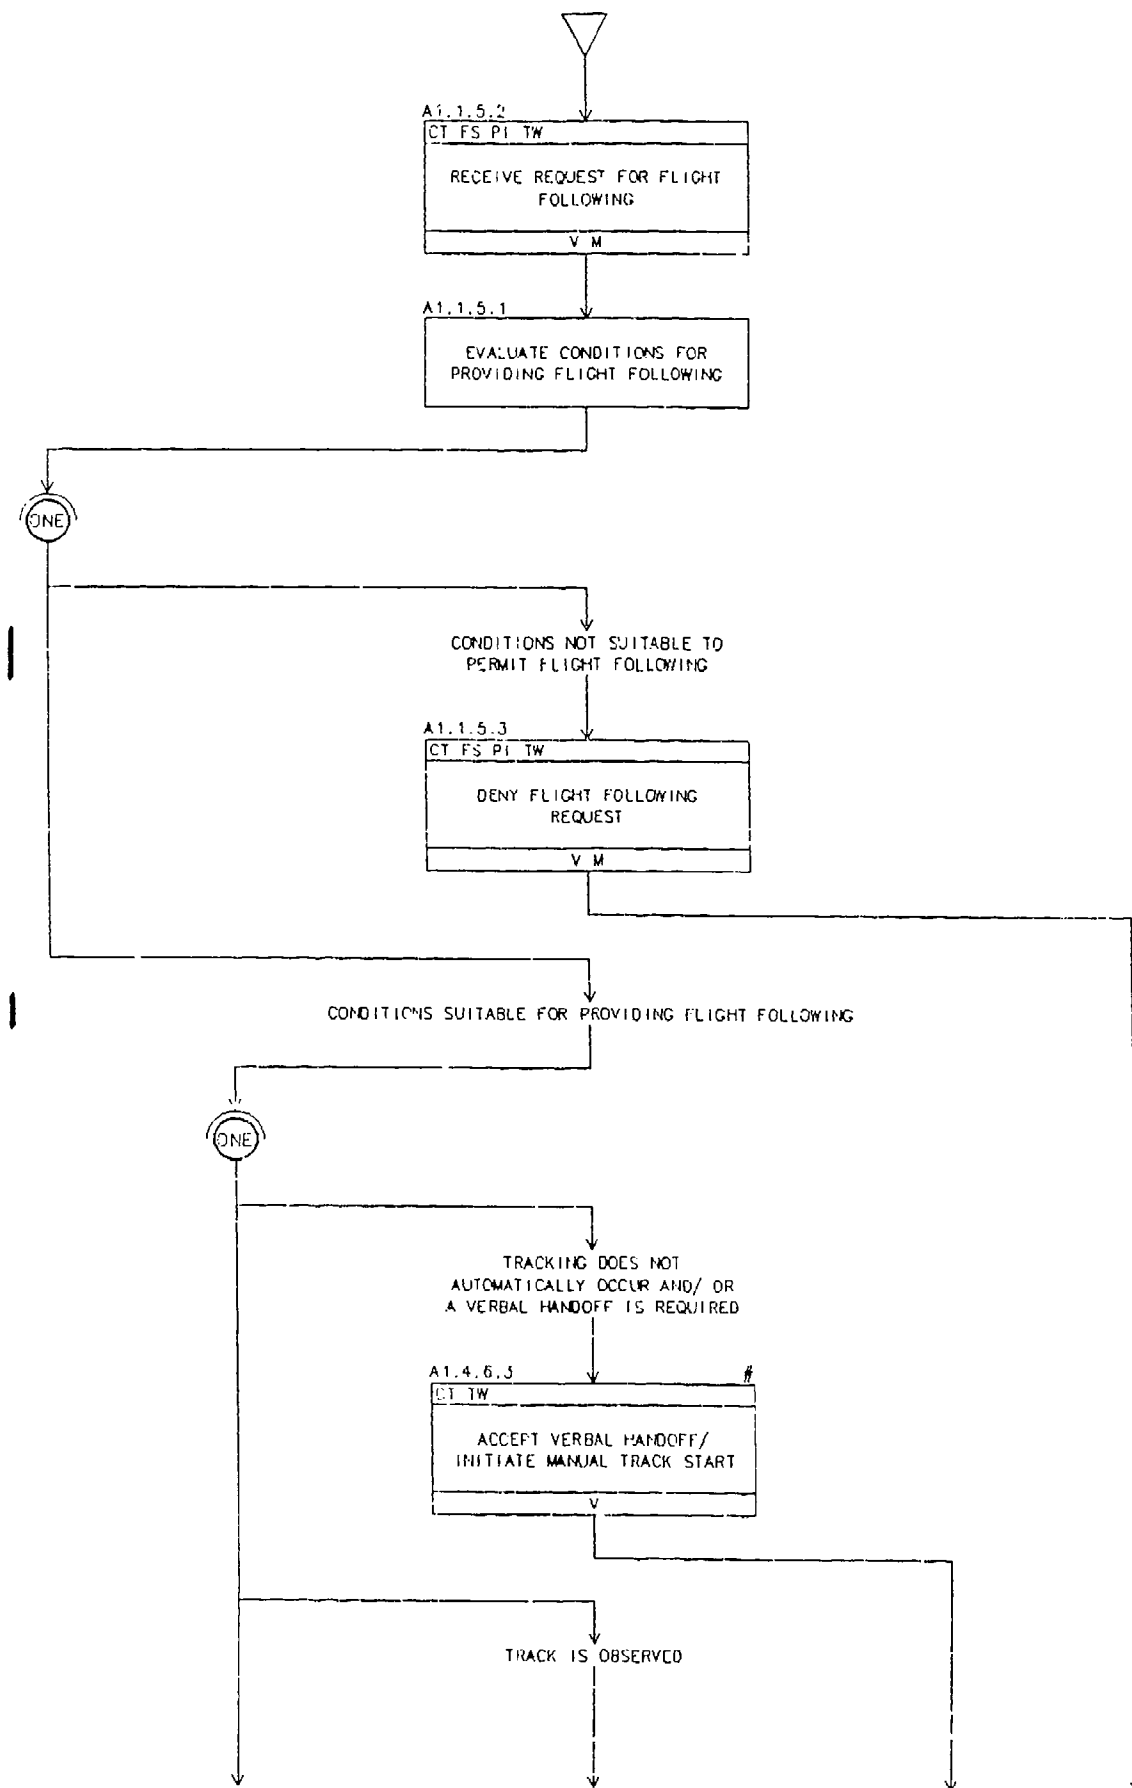 A1.1.5.2
CT FS PI TW
RECEIVE REQUEST FOR FLIGHT
FOLLOWING
V M
A1.1.5.1
EVALUATE CONDITIONS FOR
PROVIDING FLIGHT FOLLOWING
ONE
CONDITIONS NOT SUITABLE TO
PERMIT FLIGHT FOLLOWING
A1.1.5.3
CT FS PI TW
DENY FLIGHT FOLLOWING
REQUEST
V M
CONDITIONS SUITABLE FOR PROVIDING FLIGHT FOLLOWING
ONE
TRACKING DOES NOT
AUTOMATICALLY OCCUR AND/ OR
A VERBAL HANDOFF IS REQUIRED
A1.4.6.3 #
CT TW
ACCEPT VERBAL HANDOFF/
INITIATE MANUAL TRACK START
V
TRACK IS OBSERVED